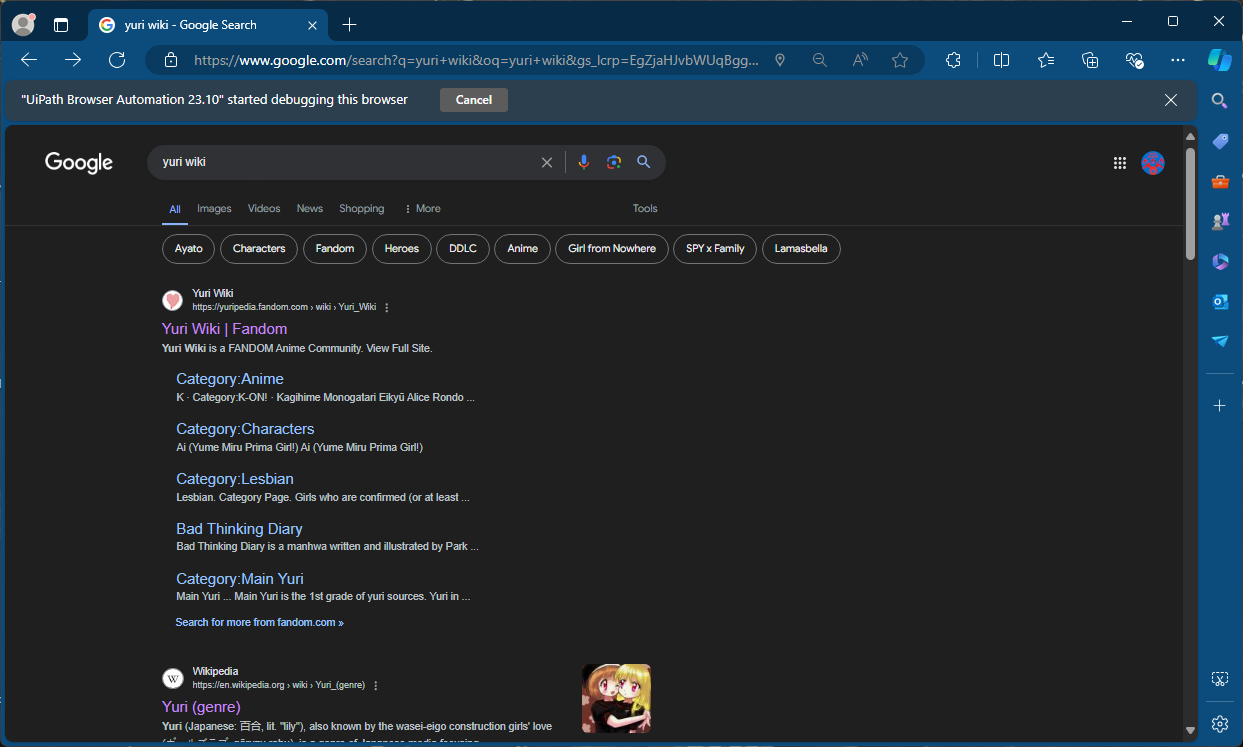 yuri wiki - Google Search
https://www.google.com/search?q=yuri+wiki&oq=yuri+wiki&gs_lcrp=EgZjaHJvbWUqBgg...
"UiPath Browser Automation 23.10" started debugging this browser
Cancel
Google
yuri wiki
All Images Videos News Shopping More Tools
Ayato Characters Fandom Heroes DDLC Anime Girl from Nowhere SPY x Family Lamasbella
Yuri Wiki
https://yuripedia.fandom.com › wiki › Yuri_Wiki
Yuri Wiki | Fandom
Yuri Wiki is a FANDOM Anime Community. View Full Site.
Category:Anime
K · Category:K-ON! · Kagihime Monogatari Eikyū Alice Rondo ...
Category:Characters
Ai (Yume Miru Prima Girl!) Ai (Yume Miru Prima Girl!)
Category:Lesbian
Lesbian. Category Page. Girls who are confirmed (or at least ...
Bad Thinking Diary
Bad Thinking Diary is a manhwa written and illustrated by Park ...
Category:Main Yuri
Main Yuri ... Main Yuri is the 1st grade of yuri sources. Yuri in ...
Search for more from fandom.com »
W
Wikipedia
https://en.wikipedia.org › wiki › Yuri_(genre)
Yuri (genre)
Yuri (Japanese: 百合, lit. "lily"), also known by the wasei-eigo construction girls' love